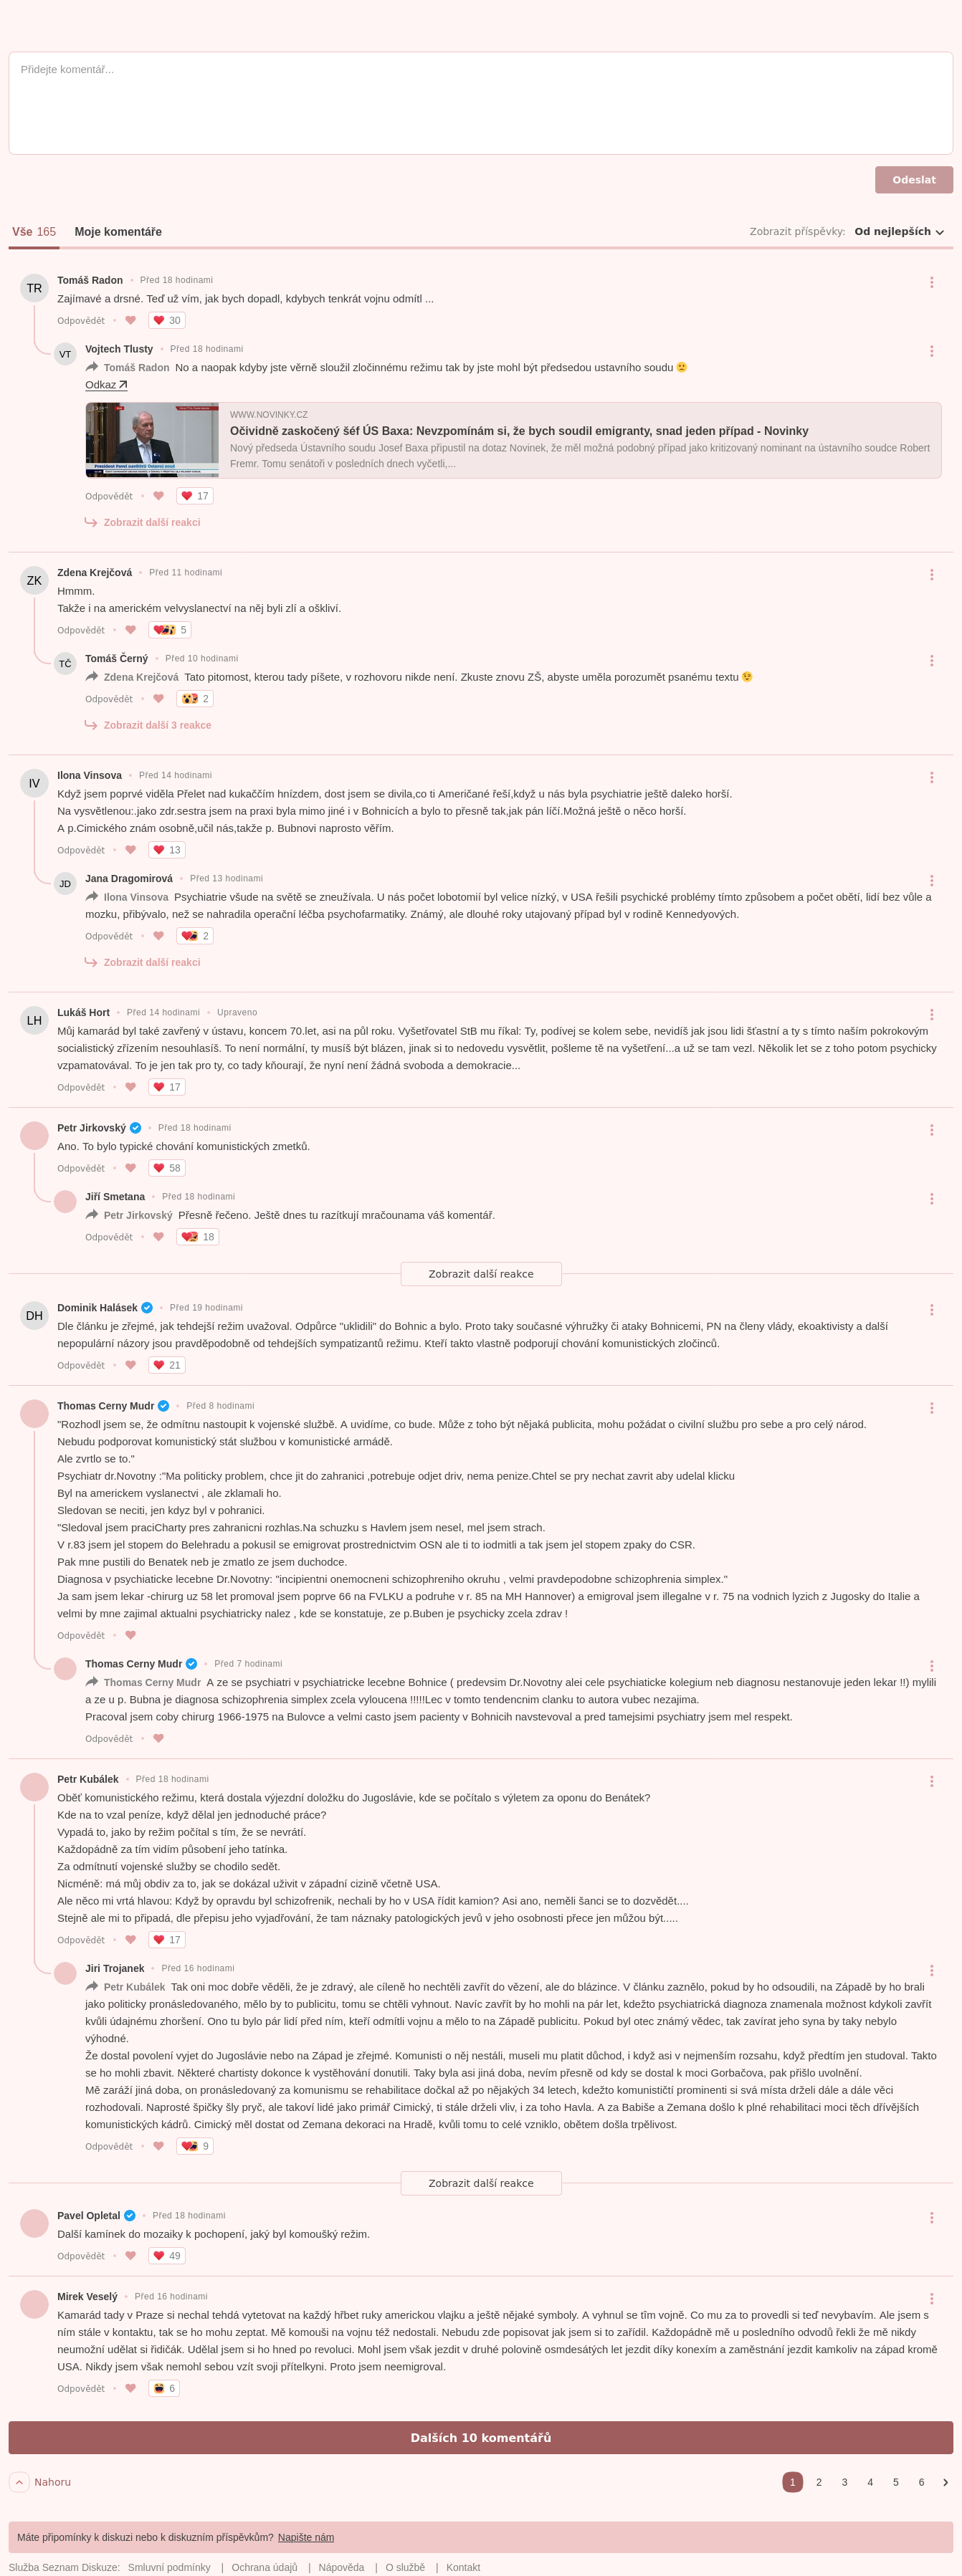 Přidejte komentář...
Odeslat
Vše 165 Moje komentáře Zobrazit příspěvky: Od nejlepších
TR Tomáš Radon • Před 18 hodinami
Zajímavé a drsné. Teď už vím, jak bych dopadl, kdybych tenkrát vojnu odmítl ...
Odpovědět • 30
VT Vojtech Tlusty • Před 18 hodinami
Tomáš Radon No a naopak kdyby jste věrně sloužil zločinnému režimu tak by jste mohl být předsedou ustavního soudu 😕
Odkaz
WWW.NOVINKY.CZ
Očividně zaskočený šéf ÚS Baxa: Nevzpomínám si, že bych soudil emigranty, snad jeden případ - Novinky
Nový předseda Ústavního soudu Josef Baxa připustil na dotaz Novinek, že měl možná podobný případ jako kritizovaný nominant na ústavního soudce Robert
Fremr. Tomu senátoři v posledních dnech vyčetli,...
Odpovědět • 17
Zobrazit další reakci
ZK Zdena Krejčová • Před 11 hodinami
Hmmm.
Takže i na americkém velvyslanectví na něj byli zlí a oškliví.
Odpovědět • 5
TČ Tomáš Černý • Před 10 hodinami
Zdena Krejčová Tato pitomost, kterou tady píšete, v rozhovoru nikde není. Zkuste znovu ZŠ, abyste uměla porozumět psanému textu
Odpovědět • 2
Zobrazit další 3 reakce
IV Ilona Vinsova • Před 14 hodinami
Když jsem poprvé viděla Přelet nad kukaččím hnízdem, dost jsem se divila,co ti Američané řeší,když u nás byla psychiatrie ještě daleko horší.
Na vysvětlenou:.jako zdr.sestra jsem na praxi byla mimo jiné i v Bohnicích a bylo to přesně tak,jak pán líčí.Možná ještě o něco horší.
A p.Cimického znám osobně,učil nás,takže p. Bubnovi naprosto věřím.
Odpovědět • 13
JD Jana Dragomirová • Před 13 hodinami
Ilona Vinsova Psychiatrie všude na světě se zneužívala. U nás počet lobotomií byl velice nízký, v USA řešili psychické problémy tímto způsobem a počet obětí, lidí bez vůle a
mozku, přibývalo, než se nahradila operační léčba psychofarmatiky. Známý, ale dlouhé roky utajovaný případ byl v rodině Kennedyových.
Odpovědět • 2
Zobrazit další reakci
LH Lukáš Hort • Před 14 hodinami • Upraveno
Můj kamarád byl také zavřený v ústavu, koncem 70.let, asi na půl roku. Vyšetřovatel StB mu říkal: Ty, podívej se kolem sebe, nevidíš jak jsou lidi šťastní a ty s tímto naším pokrokovým
socialistický zřízením nesouhlasíš. To není normální, ty musíš být blázen, jinak si to nedovedu vysvětlit, pošleme tě na vyšetření...a už se tam vezl. Několik let se z toho potom psychicky
vzpamatovával. To je jen tak pro ty, co tady kňourají, že nyní není žádná svoboda a demokracie...
Odpovědět • 17
Petr Jirkovský • Před 18 hodinami
Ano. To bylo typické chování komunistických zmetků.
Odpovědět • 58
Jiří Smetana • Před 18 hodinami
Petr Jirkovský Přesně řečeno. Ještě dnes tu razítkují mračounama váš komentář.
Odpovědět • 18
Zobrazit další reakce
DH Dominik Halásek • Před 19 hodinami
Dle článku je zřejmé, jak tehdejší režim uvažoval. Odpůrce "uklidili" do Bohnic a bylo. Proto taky současné výhružky či ataky Bohnicemi, PN na členy vlády, ekoaktivisty a další
nepopulární názory jsou pravděpodobně od tehdejších sympatizantů režimu. Kteří takto vlastně podporují chování komunistických zločinců.
Odpovědět • 21
Thomas Cerny Mudr • Před 8 hodinami
"Rozhodl jsem se, že odmítnu nastoupit k vojenské službě. A uvidíme, co bude. Může z toho být nějaká publicita, mohu požádat o civilní službu pro sebe a pro celý národ.
Nebudu podporovat komunistický stát službou v komunistické armádě.
Ale zvrtlo se to."
Psychiatr dr.Novotny :"Ma politicky problem, chce jit do zahranici ,potrebuje odjet driv, nema penize.Chtel se pry nechat zavrit aby udelal klicku
Byl na americkem vyslanectvi , ale zklamali ho.
Sledovan se neciti, jen kdyz byl v pohranici.
"Sledoval jsem praciCharty pres zahranicni rozhlas.Na schuzku s Havlem jsem nesel, mel jsem strach.
V r.83 jsem jel stopem do Belehradu a pokusil se emigrovat prostrednictvim OSN ale ti to iodmitli a tak jsem jel stopem zpaky do CSR.
Pak mne pustili do Benatek neb je zmatlo ze jsem duchodce.
Diagnosa v psychiaticke lecebne Dr.Novotny: "incipientni onemocneni schizophreniho okruhu , velmi pravdepodobne schizophrenia simplex."
Ja sam jsem lekar -chirurg uz 58 let promoval jsem poprve 66 na FVLKU a podruhe v r. 85 na MH Hannover) a emigroval jsem illegalne v r. 75 na vodnich lyzich z Jugosky do Italie a
velmi by mne zajimal aktualni psychiatricky nalez , kde se konstatuje, ze p.Buben je psychicky zcela zdrav !
Odpovědět •
Thomas Cerny Mudr • Před 7 hodinami
Thomas Cerny Mudr A ze se psychiatri v psychiatricke lecebne Bohnice ( predevsim Dr.Novotny alei cele psychiaticke kolegium neb diagnosu nestanovuje jeden lekar !!) mylili
a ze u p. Bubna je diagnosa schizophrenia simplex zcela vyloucena !!!!!Lec v tomto tendencnim clanku to autora vubec nezajima.
Pracoval jsem coby chirurg 1966-1975 na Bulovce a velmi casto jsem pacienty v Bohnicih navstevoval a pred tamejsimi psychiatry jsem mel respekt.
Odpovědět •
Petr Kubálek • Před 18 hodinami
Oběť komunistického režimu, která dostala výjezdní doložku do Jugoslávie, kde se počítalo s výletem za oponu do Benátek?
Kde na to vzal peníze, když dělal jen jednoduché práce?
Vypadá to, jako by režim počítal s tím, že se nevrátí.
Každopádně za tím vidím působení jeho tatínka.
Za odmítnutí vojenské služby se chodilo sedět.
Nicméně: má můj obdiv za to, jak se dokázal uživit v západní cizině včetně USA.
Ale něco mi vrtá hlavou: Když by opravdu byl schizofrenik, nechali by ho v USA řídit kamion? Asi ano, neměli šanci se to dozvědět....
Stejně ale mi to připadá, dle přepisu jeho vyjadřování, že tam náznaky patologických jevů v jeho osobnosti přece jen můžou být.....
Odpovědět • 17
Jiri Trojanek • Před 16 hodinami
Petr Kubálek Tak oni moc dobře věděli, že je zdravý, ale cíleně ho nechtěli zavřít do vězení, ale do blázince. V článku zaznělo, pokud by ho odsoudili, na Západě by ho brali
jako politicky pronásledovaného, mělo by to publicitu, tomu se chtěli vyhnout. Navíc zavřít by ho mohli na pár let, kdežto psychiatrická diagnoza znamenala možnost kdykoli zavřít
kvůli údajnému zhoršení. Ono tu bylo pár lidí před ním, kteří odmítli vojnu a mělo to na Západě publicitu. Pokud byl otec známý vědec, tak zavírat jeho syna by taky nebylo
výhodné.
Že dostal povolení vyjet do Jugoslávie nebo na Západ je zřejmé. Komunisti o něj nestáli, museli mu platit důchod, i když asi v nejmenším rozsahu, když předtím jen studoval. Takto
se ho mohli zbavit. Některé chartisty dokonce k vystěhování donutili. Taky byla asi jiná doba, nevím přesně od kdy se dostal k moci Gorbačova, pak přišlo uvolnění.
Mě zaráží jiná doba, on pronásledovaný za komunismu se rehabilitace dočkal až po nějakých 34 letech, kdežto komunističtí prominenti si svá místa drželi dále a dále věci
rozhodovali. Naprosté špičky šly pryč, ale takoví lidé jako primář Cimický, ti stále drželi vliv, i za toho Havla. A za Babiše a Zemana došlo k plné rehabilitaci moci těch dřívějších
komunistických kádrů. Cimický měl dostat od Zemana dekoraci na Hradě, kvůli tomu to celé vzniklo, obětem došla trpělivost.
Odpovědět • 9
Zobrazit další reakce
Pavel Opletal • Před 18 hodinami
Další kamínek do mozaiky k pochopení, jaký byl komoušký režim.
Odpovědět • 49
Mirek Veselý • Před 16 hodinami
Kamarád tady v Praze si nechal tehdá vytetovat na každý hřbet ruky americkou vlajku a ještě nějaké symboly. A vyhnul se tîm vojně. Co mu za to provedli si teď nevybavím. Ale jsem s
ním stále v kontaktu, tak se ho mohu zeptat. Mě komouši na vojnu též nedostali. Nebudu zde popisovat jak jsem si to zařídil. Každopádně mě u posledního odvodů řekli že mě nikdy
neumožní udělat si řidičák. Udělal jsem si ho hned po revoluci. Mohl jsem však jezdit v druhé polovině osmdesátých let jezdit díky konexím a zaměstnání jezdit kamkoliv na západ kromě
USA. Nikdy jsem však nemohl sebou vzít svoji přítelkyni. Proto jsem neemigroval.
Odpovědět • 6
Dalších 10 komentářů
Nahoru 1 2 3 4 5 6
Máte připomínky k diskuzi nebo k diskuzním příspěvkům? Napište nám
Služba Seznam Diskuze: Smluvní podmínky | Ochrana údajů | Nápověda | O službě | Kontakt